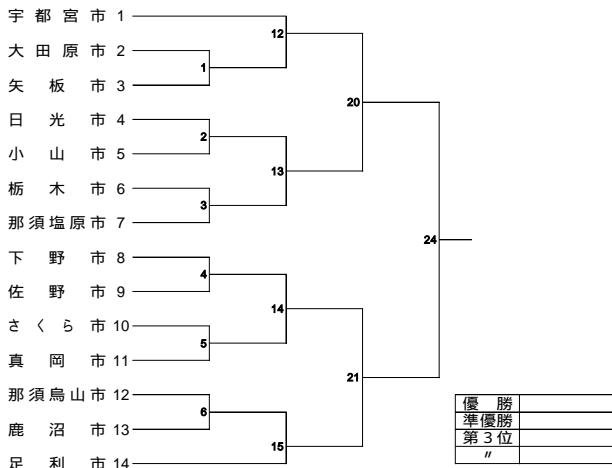 宇都宮市 1
12
大田原市 2
1
矢板市 3
20
日光市 4
2
小山市 5
13
栃木市 6
3
那須塩原市 7
24
下野市 8
4
佐野市 9
14
さくら市 10
5
真岡市 11
21
那須烏山市 12
6
鹿沼市 13
15
足利市 14
優勝
準優勝
第3位
〃